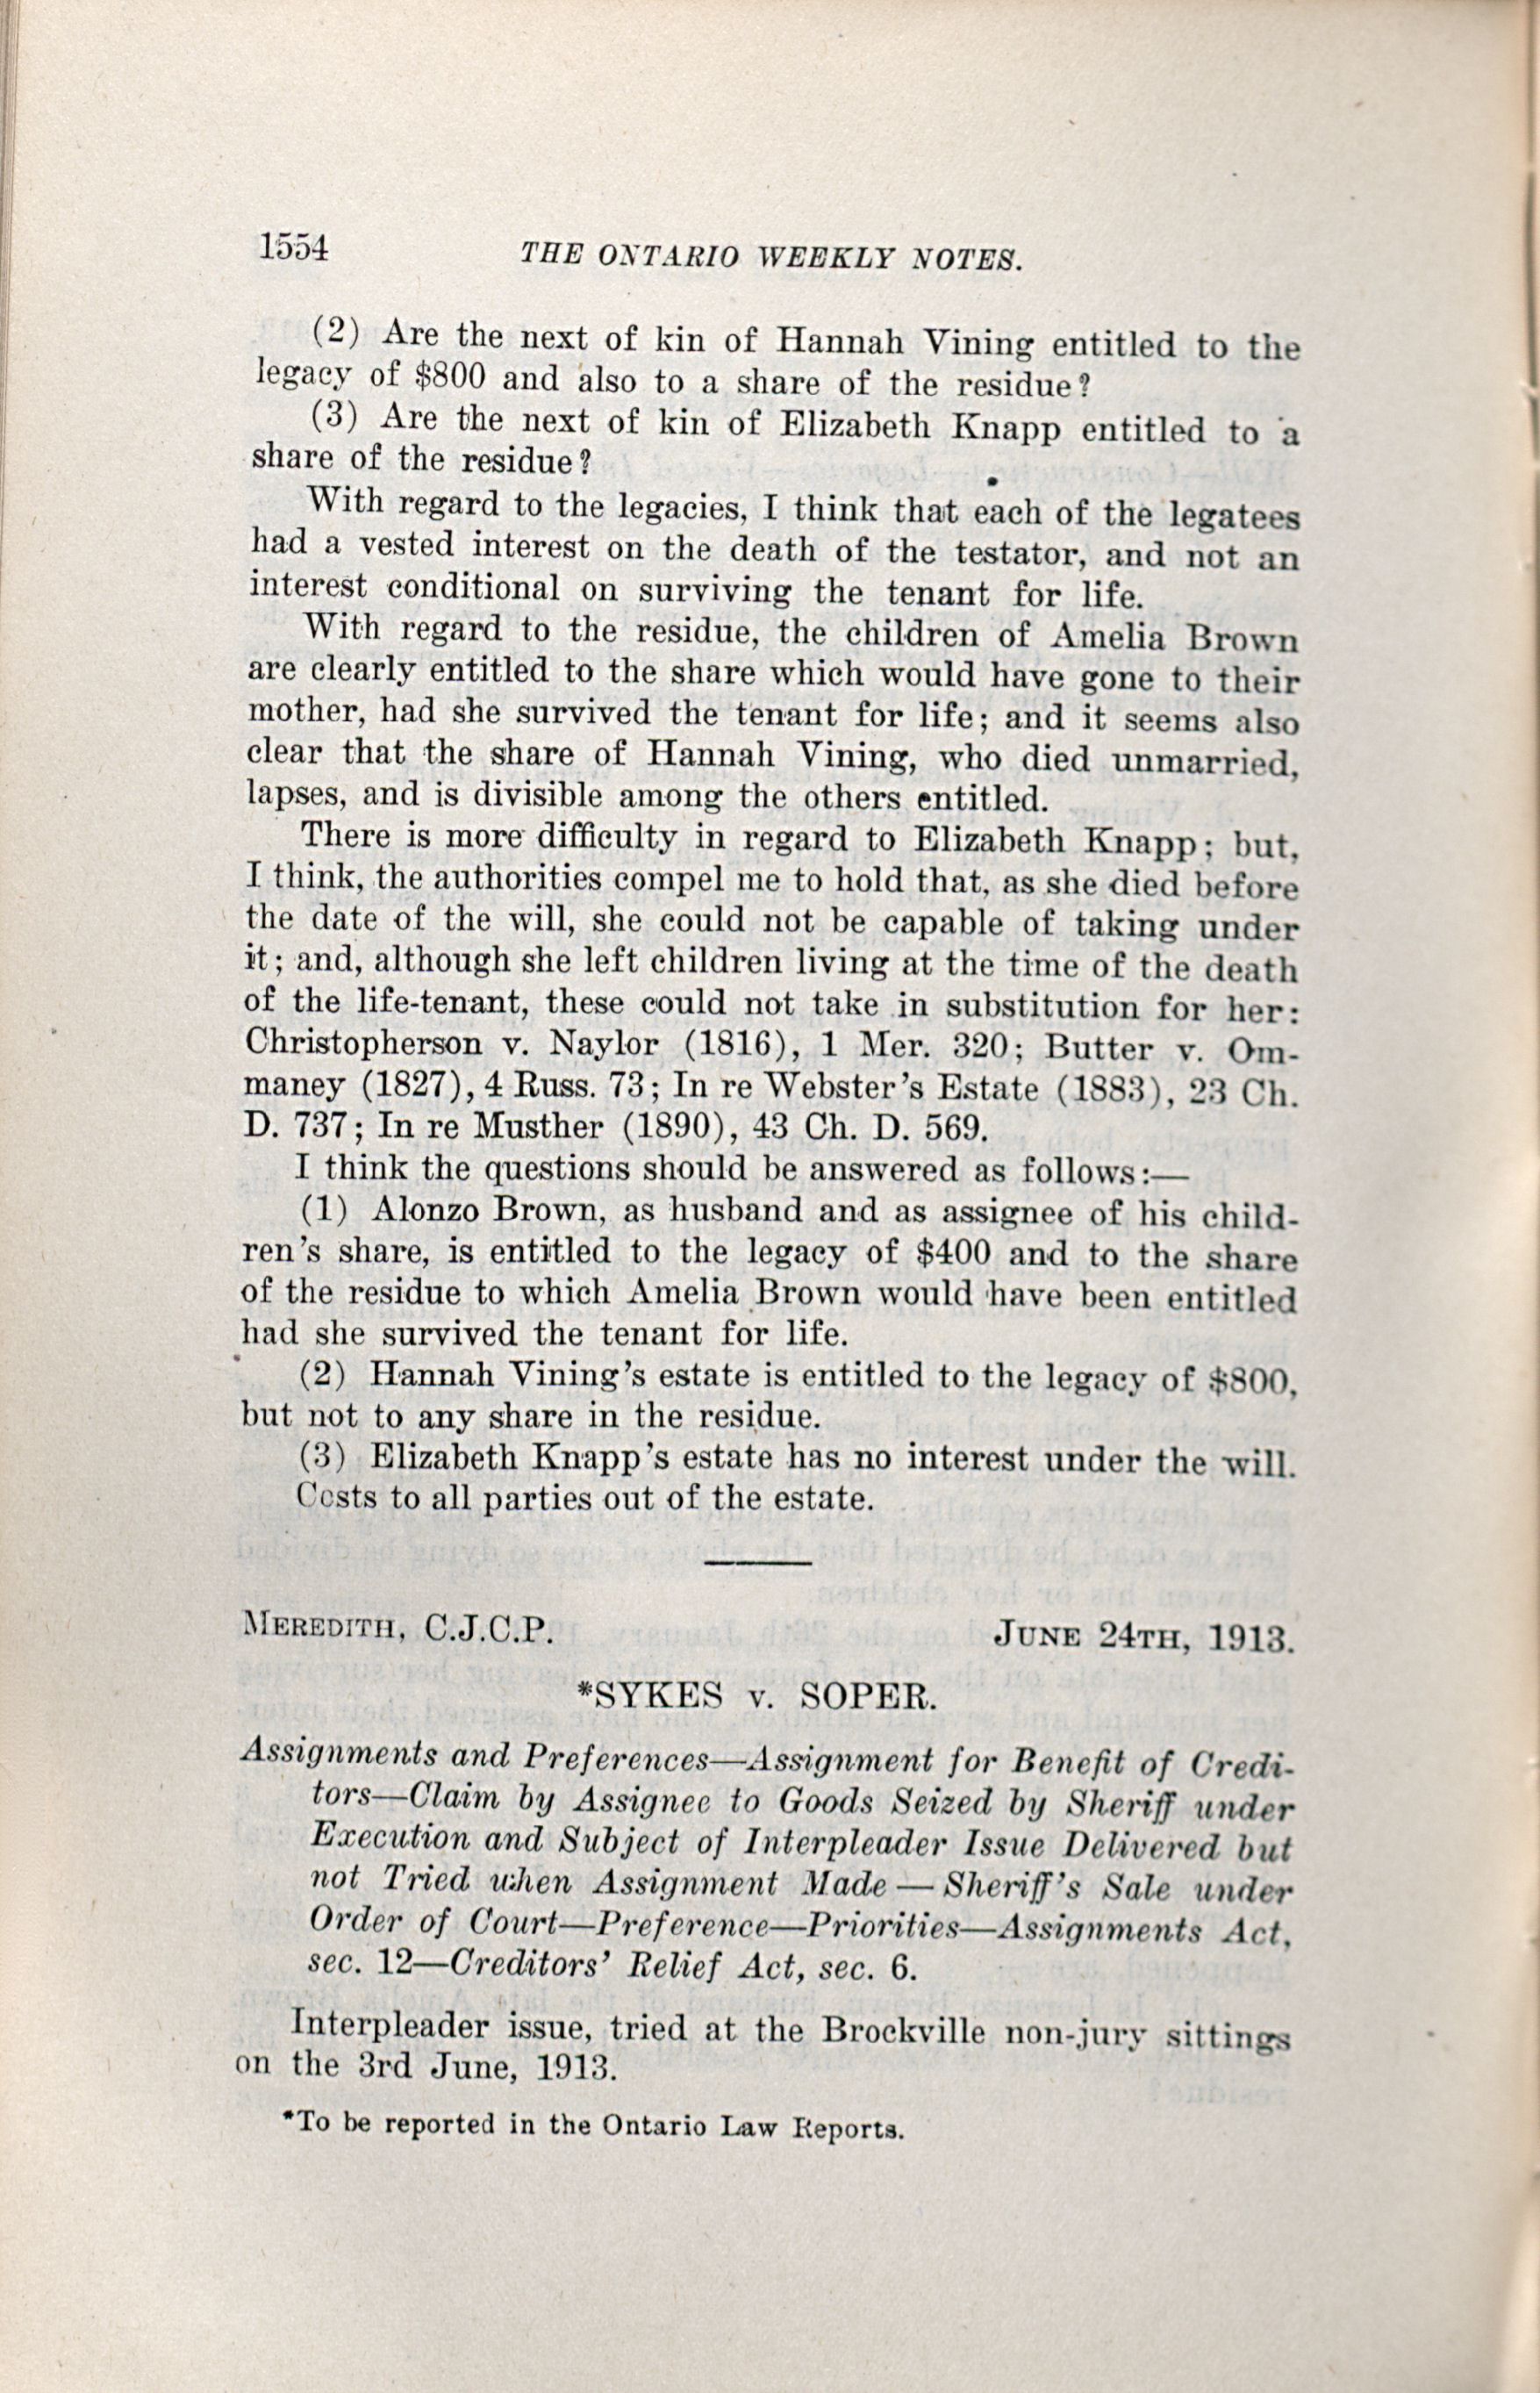 1554 THE ONTARIO WEEKLY NOTES.
(2) Are the next of kin of Hannah Vining entitled to the
legacy of $800 and also to a share of the residue?
(3) Are the next of kin of Elizabeth Knapp entitled to a
share of the residue?
With regard to the legacies, I think that each of the legatees
had a vested interest on the death of the testator, and not an
interest conditional on surviving the tenant for life.
With regard to the residue, the children of Amelia Brown
are clearly entitled to the share which would have gone to their
mother, had she survived the tenant for life; and it seems also
clear that the share of Hannah Vining, who died unmarried,
lapses, and is divisible among the others entitled.
There is more difficulty in regard to Elizabeth Knapp; but,
I think, the authorities compel me to hold that, as she died before
the date of the will, she could not be capable of taking under
it; and, although she left children living at the time of the death
of the life-tenant, these could not take in substitution for her:
Christopherson v. Naylor (1816), 1 Mer. 320; Butter v. Om-
maney (1827), 4 Russ. 73; In re Webster's Estate (1883), 23 Ch.
D. 737; In re Musther (1890), 43 Ch. D. 569.
I think the questions should be answered as follows:—
(1) Alonzo Brown, as husband and as assignee of his child-
ren's share, is entitled to the legacy of $400 and to the share
of the residue to which Amelia Brown would have been entitled
had she survived the tenant for life.
(2) Hannah Vining's estate is entitled to the legacy of $800,
but not to any share in the residue.
(3) Elizabeth Knapp's estate has no interest under the will.
Costs to all parties out of the estate.
MEREDITH, C.J.C.P. JUNE 24TH, 1913.
*SYKES v. SOPER.
Assignments and Preferences—Assignment for Benefit of Credi-
tors—Claim by Assignee to Goods Seized by Sheriff under
Execution and Subject of Interpleader Issue Delivered but
not Tried when Assignment Made — Sheriff's Sale under
Order of Court—Preference—Priorities—Assignments Act,
sec. 12—Creditors' Relief Act, sec. 6.
Interpleader issue, tried at the Brockville non-jury sittings
on the 3rd June, 1913.
*To be reported in the Ontario Law Reports.